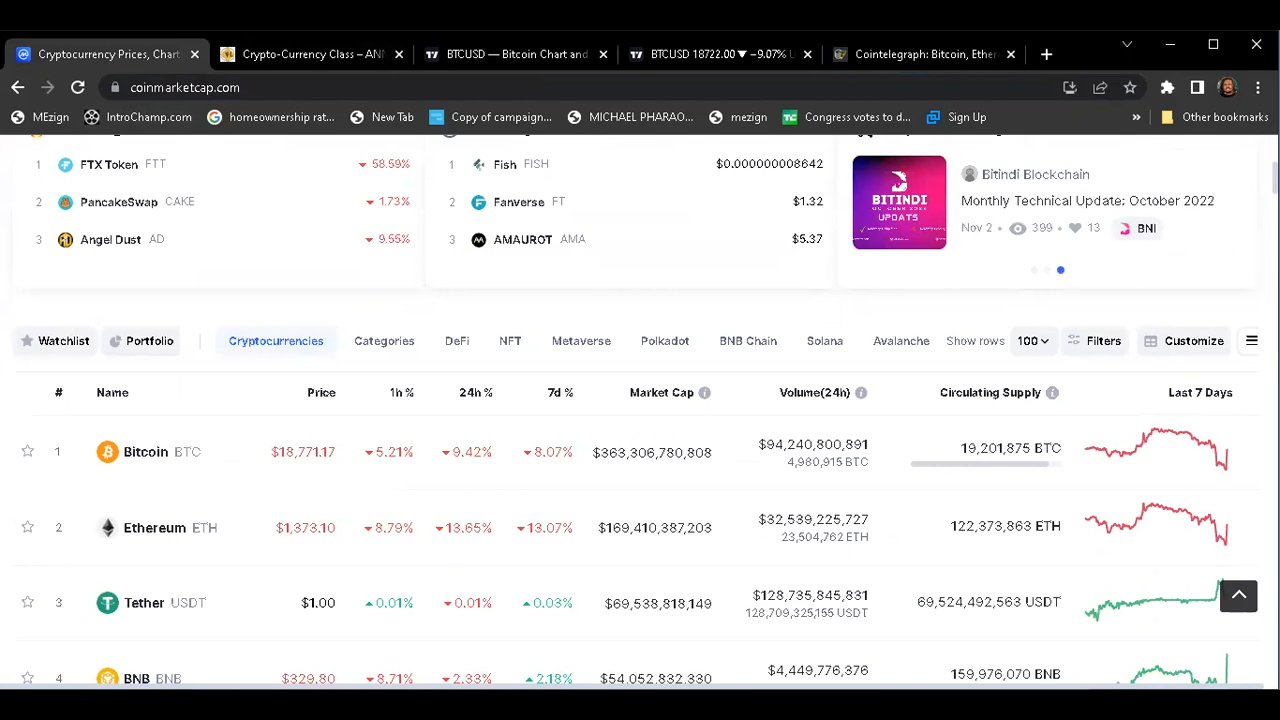 Cryptocurrency Prices, Chart
Crypto-Currency Class – ANN
BTCUSD — Bitcoin Chart and
BTCUSD 18722.00 ▼ −9.07% U
Cointelegraph: Bitcoin, Ether
coinmarketcap.com
MEzign
IntroChamp.com
homeownership rat...
New Tab
Copy of campaign...
MICHAEL PHARAO...
mezign
Congress votes to d...
Sign Up
Other bookmarks
1 FTX Token FTT 58.59%
2 PancakeSwap CAKE 1.73%
3 Angel Dust AD 9.55%
1 Fish FISH $0.000000008642
2 Fanverse FT $1.32
3 AMAUROT AMA $5.37
BITINDI
OCTOBER 2022
UPDATS
Bitindi Blockchain
Monthly Technical Update: October 2022
Nov 2 • 399 • 13 BNI
Watchlist Portfolio Cryptocurrencies Categories DeFi NFT Metaverse Polkadot BNB Chain Solana Avalanche Show rows 100 Filters Customize
# Name Price 1h % 24h % 7d % Market Cap Volume(24h) Circulating Supply Last 7 Days
1 Bitcoin BTC $18,771.17 5.21% 9.42% 8.07% $363,306,780,808 $94,240,800,891 19,201,875 BTC
4,980,915 BTC
2 Ethereum ETH $1,373.10 8.79% 13.65% 13.07% $169,410,387,203 $32,539,225,727 122,373,863 ETH
23,504,762 ETH
3 Tether USDT $1.00 0.01% 0.01% 0.03% $69,538,818,149 $128,735,845,831 69,524,492,563 USDT
128,709,325,155 USDT
4 BNB BNB $329.80 8.71% 2.33% 2.18% $54,052,832,330 $4,449,776,376 159,976,070 BNB